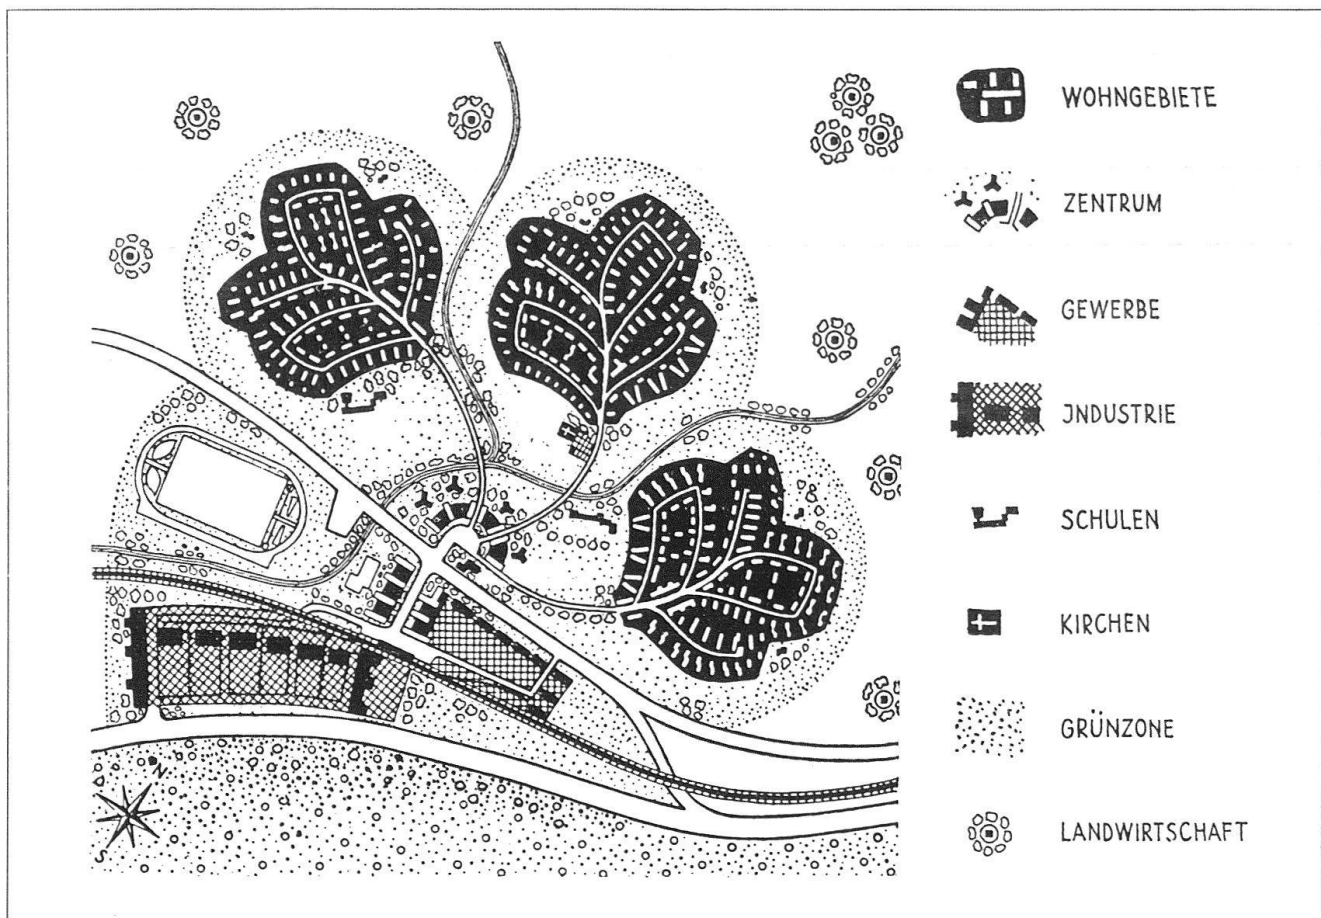 WOHNGEBIETE
ZENTRUM
GEWERBE
JNDUSTRIE
SCHULEN
KIRCHEN
GRÜNZONE
LANDWIRTSCHAFT
N
S